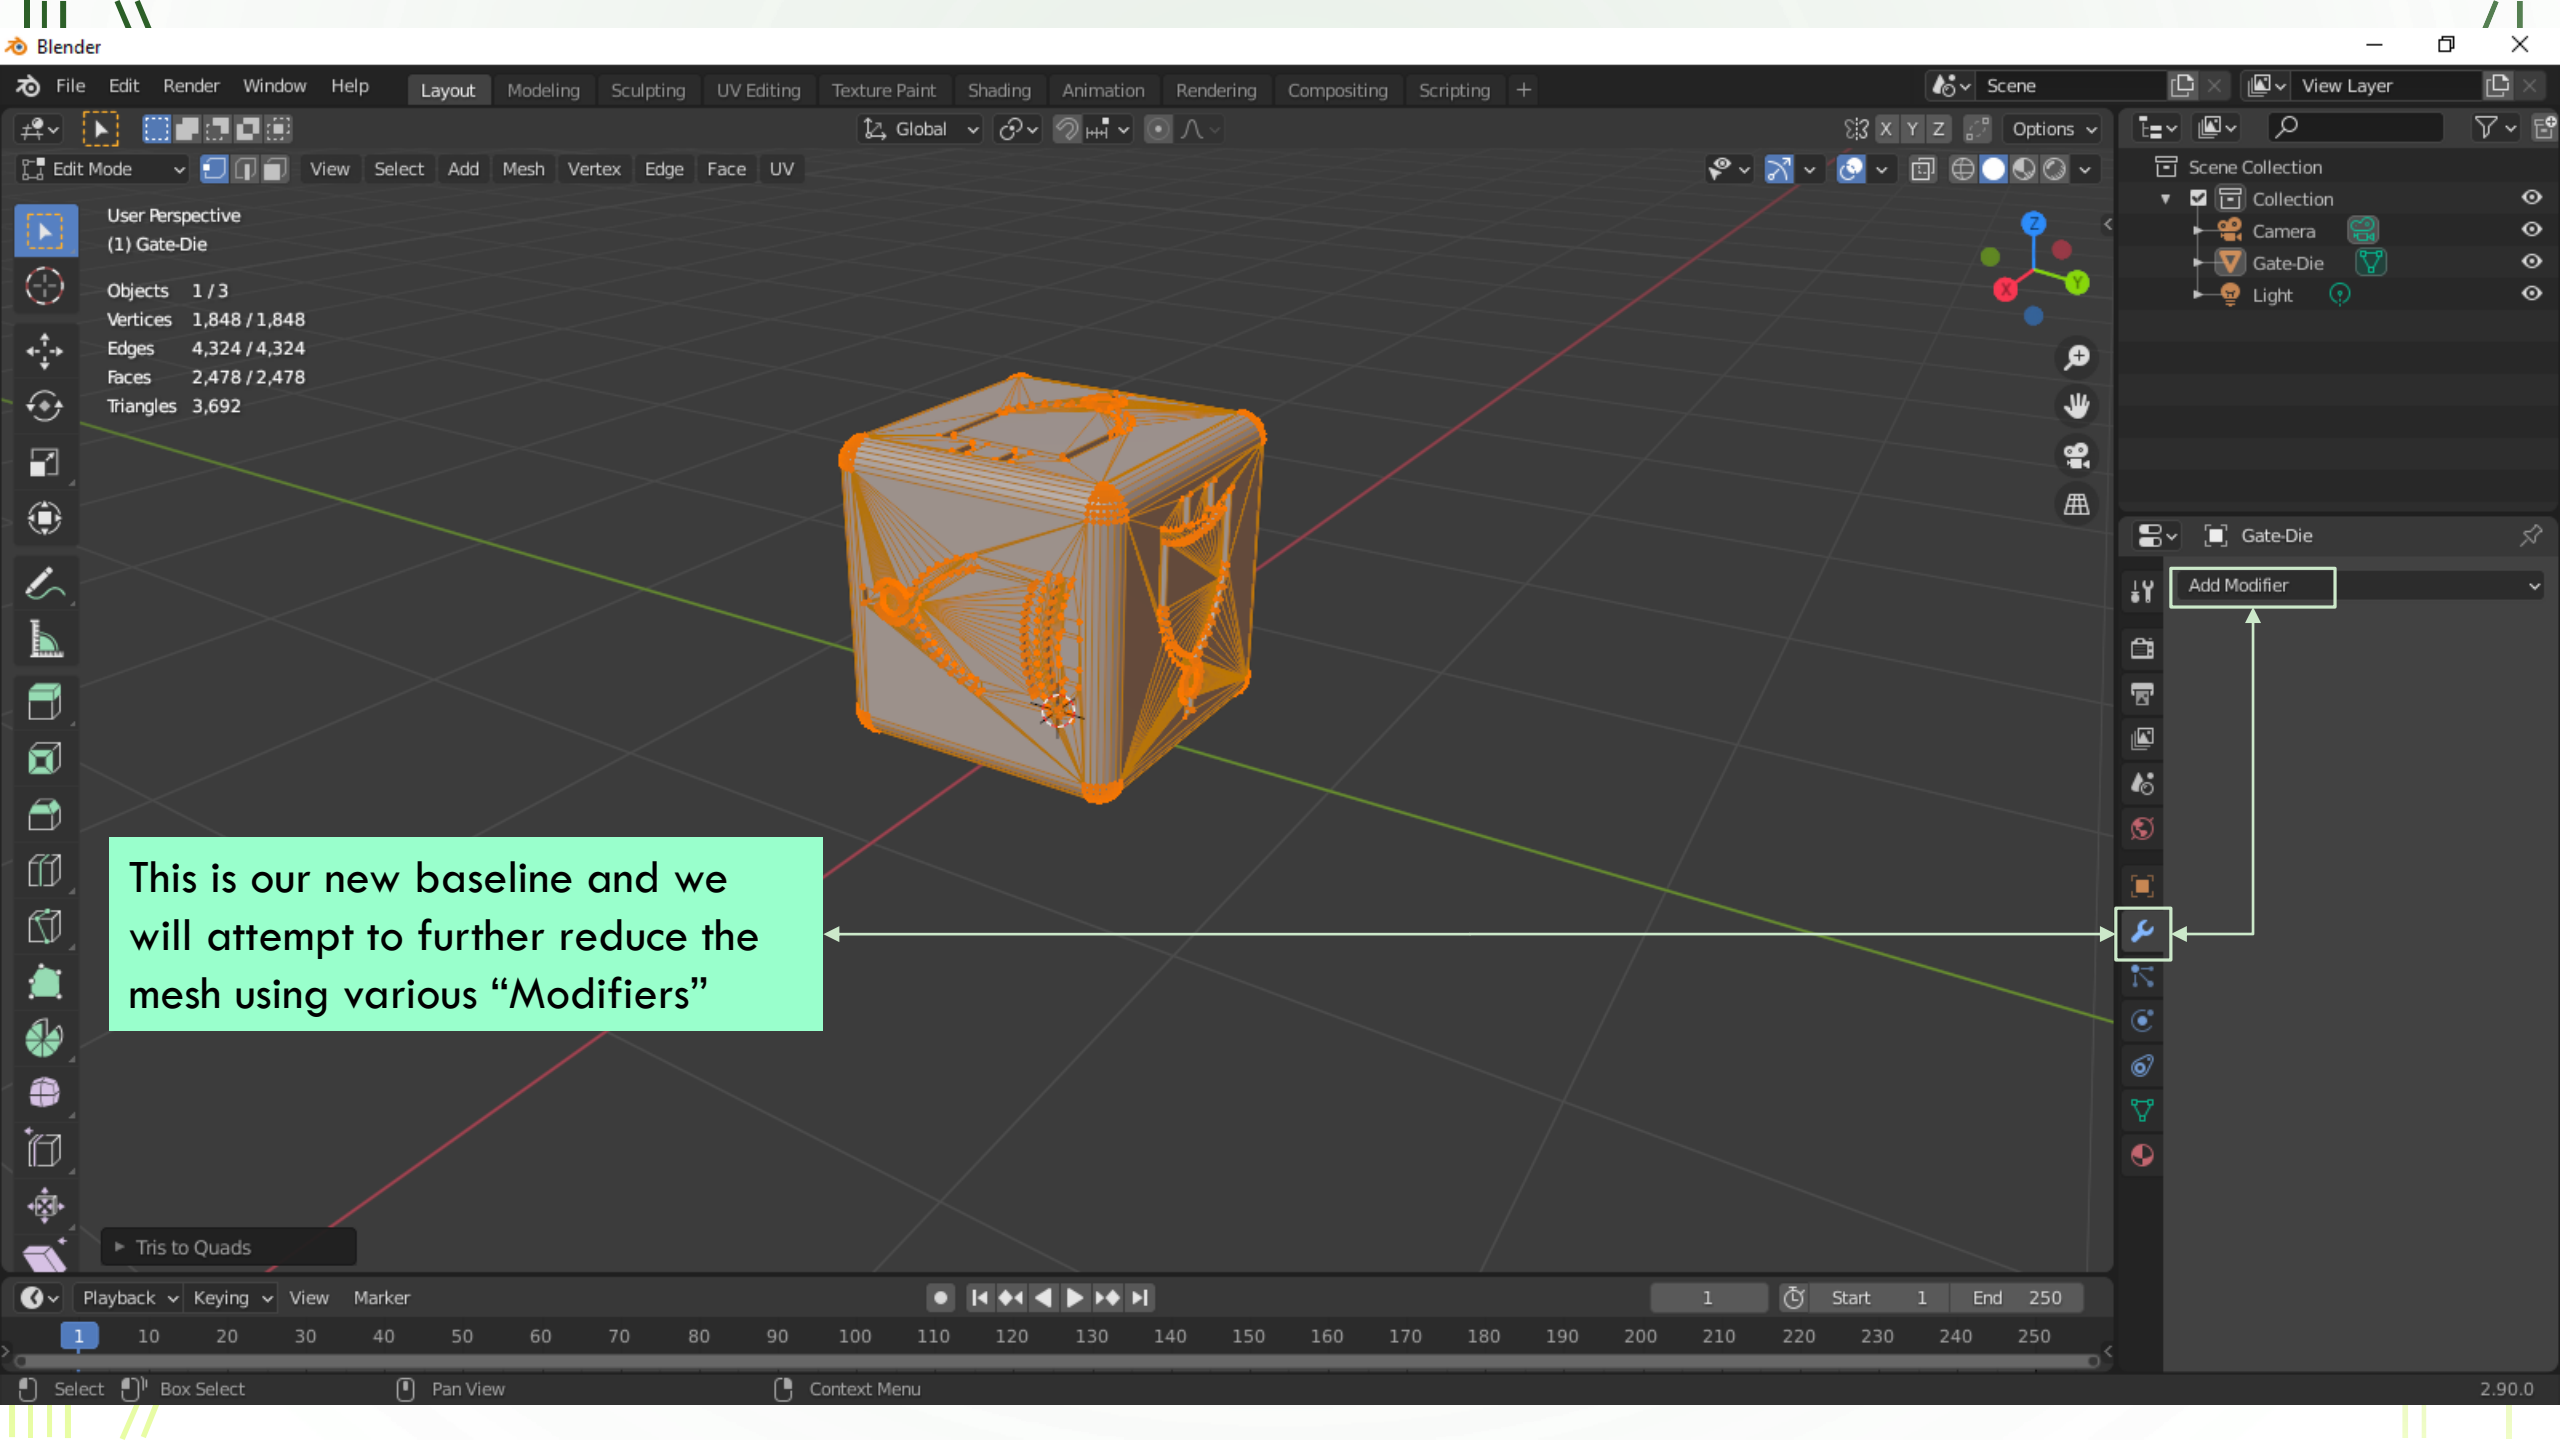 Blender
File Edit Render Window Help Layout Modeling Sculpting UV Editing Texture Paint Shading Animation Rendering Compositing Scripting + Scene View Layer
Global X Y Z Options
Edit Mode View Select Add Mesh Vertex Edge Face UV
Scene Collection
Collection
Camera
Gate-Die
Light
User Perspective
(1) Gate-Die
Objects 1 / 3
Vertices 1,848 / 1,848
Edges 4,324 / 4,324
Faces 2,478 / 2,478
Triangles 3,692
Z
Y
X
Gate-Die
Add Modifier
This is our new baseline and we
will attempt to further reduce the
mesh using various “Modifiers”
Tris to Quads
Playback Keying View Marker 1 Start 1 End 250
1 10 20 30 40 50 60 70 80 90 100 110 120 130 140 150 160 170 180 190 200 210 220 230 240 250
Select Box Select Pan View Context Menu 2.90.0